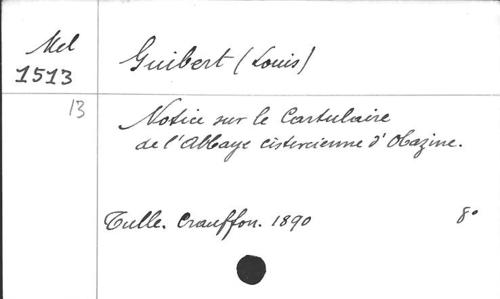 Mel
1513
13
Guibert (Louis)
Notice sur le Cartulaire
de l'Abbaye cistercienne d'Obazine.
Tulle. Crauffon. 1890 8°